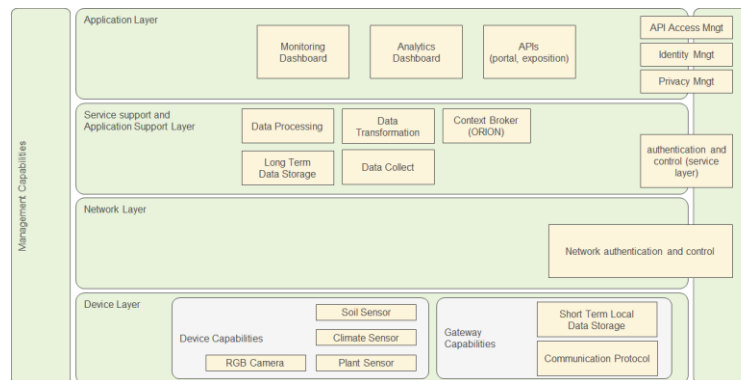 Management Capabilities
Application Layer
Monitoring
Dashboard
Analytics
Dashboard
APIs
(portal, exposition)
API Access Mngt
Identity Mngt
Privacy Mngt
Service support and
Application Support Layer
Data Processing
Data
Transformation
Context Broker
(ORION)
Long Term
Data Storage
Data Collect
authentication and
control (service
layer)
Network Layer
Network authentication and control
Device Layer
Device Capabilities
Soil Sensor
Climate Sensor
RGB Camera
Plant Sensor
Gateway
Capabilities
Short Term Local
Data Storage
Communication Protocol